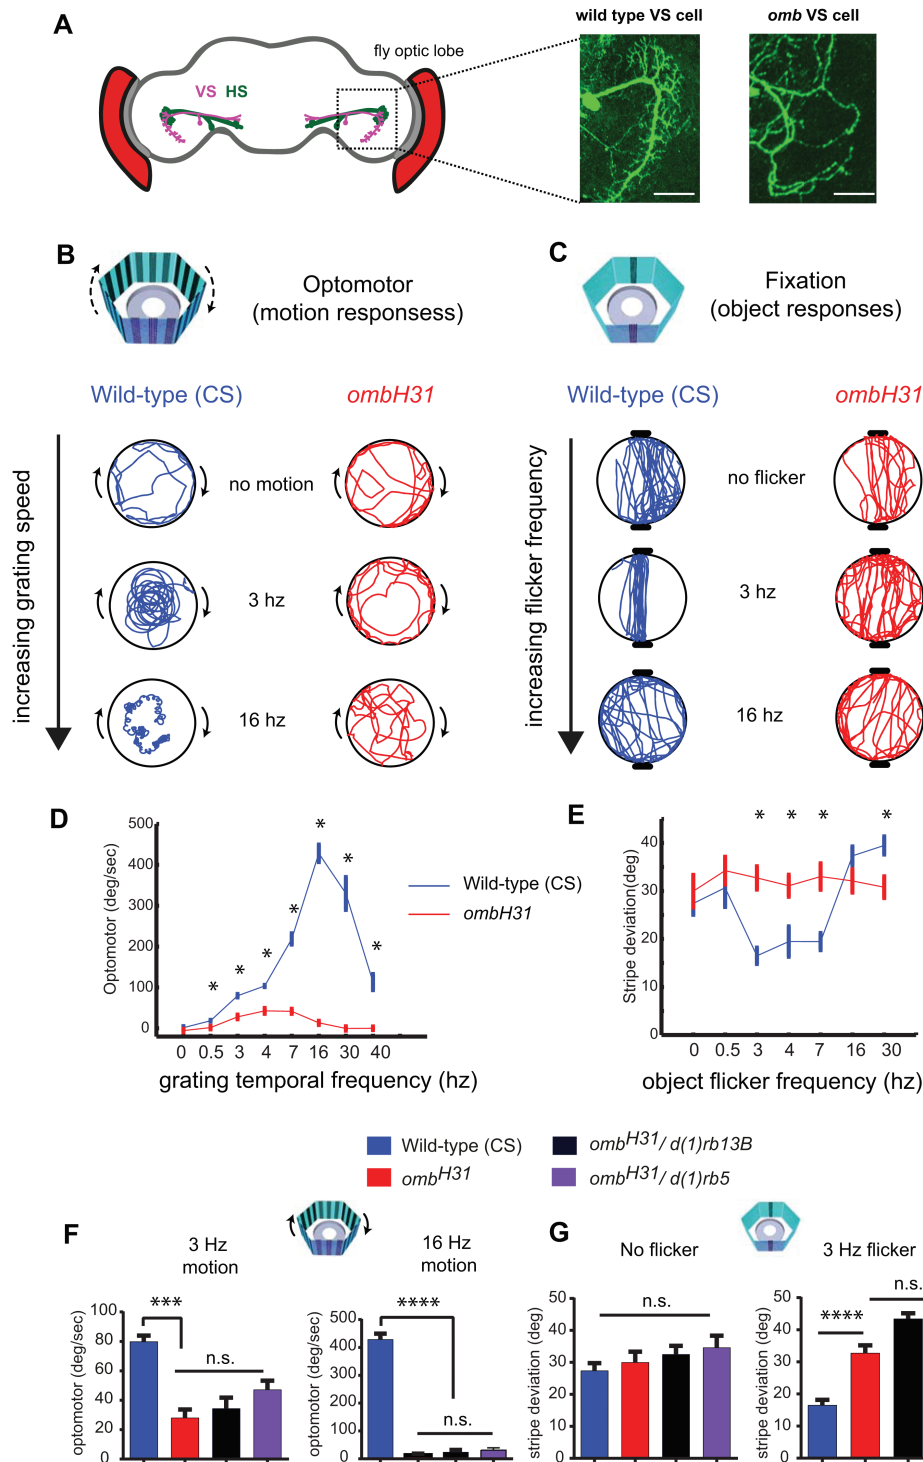 A
wild type VS cell
omb VS cell
fly optic lobe
VS HS
B
Optomotor
(motion responsess)
C
Fixation
(object responses)
Wild-type (CS)
ombH31
Wild-type (CS)
ombH31
increasing grating speed
no motion
3 hz
16 hz
increasing flicker frequency
no flicker
3 hz
16 hz
D
Optomotor (deg/sec)
500
400
300
200
100
0
* * * * * * *
0 0.5 3 4 7 16 30 40
grating temporal frequency (hz)
Wild-type (CS)
ombH31
E
Stripe deviation(deg)
40
30
20
10
0
* * * *
0 0.5 3 4 7 16 30
object flicker frequency (hz)
Wild-type (CS)
omb^H31
omb^H31/ d(1)rb13B
omb^H31/ d(1)rb5
F
3 Hz
motion
optomotor (deg/sec)
100
80
60
40
20
0
***
n.s.
16 Hz
motion
optomotor (deg/sec)
400
300
200
100
0
****
n.s.
G
No flicker
stripe deviation (deg)
50
40
30
20
10
0
n.s.
3 Hz flicker
stripe deviation (deg)
50
40
30
20
10
0
****
n.s